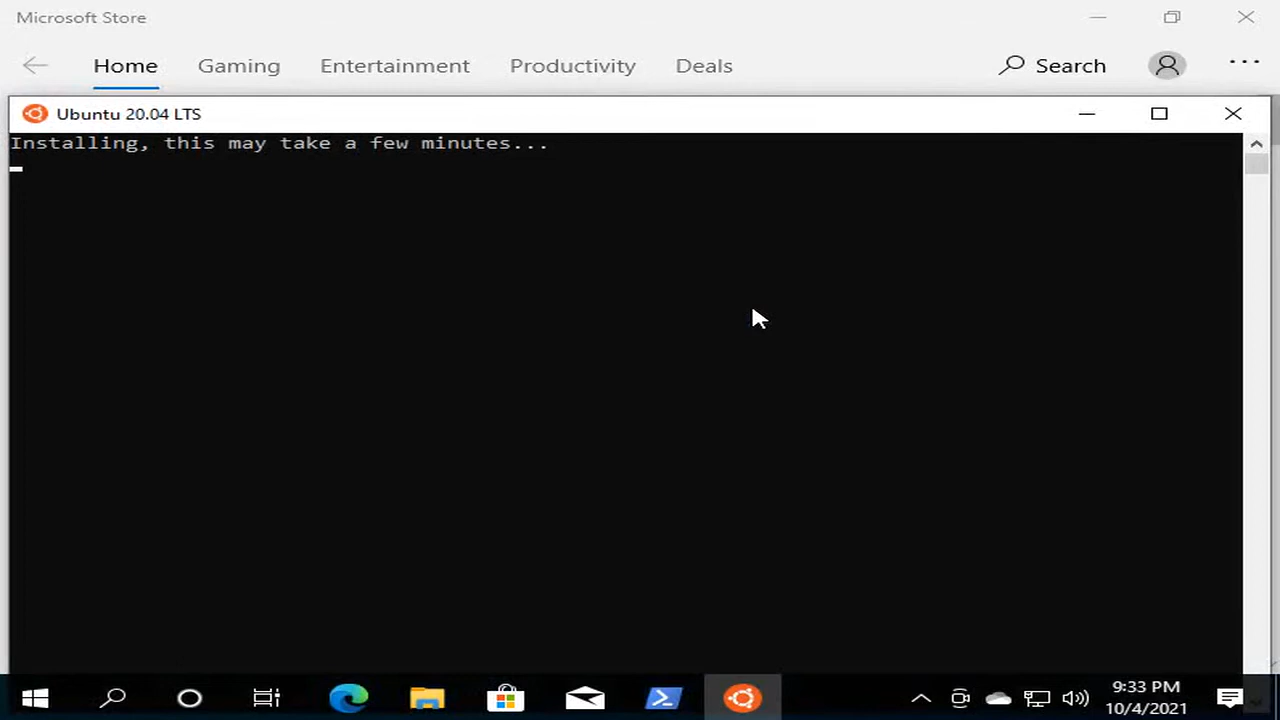 Microsoft Store
Home Gaming Entertainment Productivity Deals Search
Ubuntu 20.04 LTS
Installing, this may take a few minutes...
9:33 PM
10/4/2021